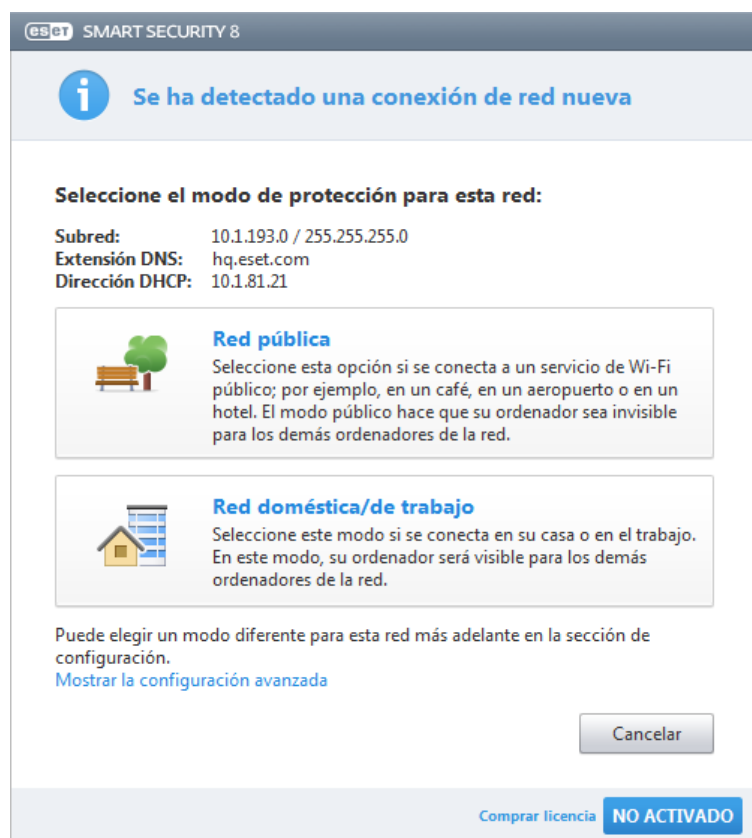 eset SMART SECURITY 8
Se ha detectado una conexión de red nueva
Seleccione el modo de protección para esta red:
Subred: 10.1.193.0 / 255.255.255.0
Extensión DNS: hq.eset.com
Dirección DHCP: 10.1.81.21
Red pública
Seleccione esta opción si se conecta a un servicio de Wi-Fi
público; por ejemplo, en un café, en un aeropuerto o en un
hotel. El modo público hace que su ordenador sea invisible
para los demás ordenadores de la red.
Red doméstica/de trabajo
Seleccione este modo si se conecta en su casa o en el trabajo.
En este modo, su ordenador será visible para los demás
ordenadores de la red.
Puede elegir un modo diferente para esta red más adelante en la sección de
configuración.
Mostrar la configuración avanzada
Cancelar
Comprar licencia NO ACTIVADO